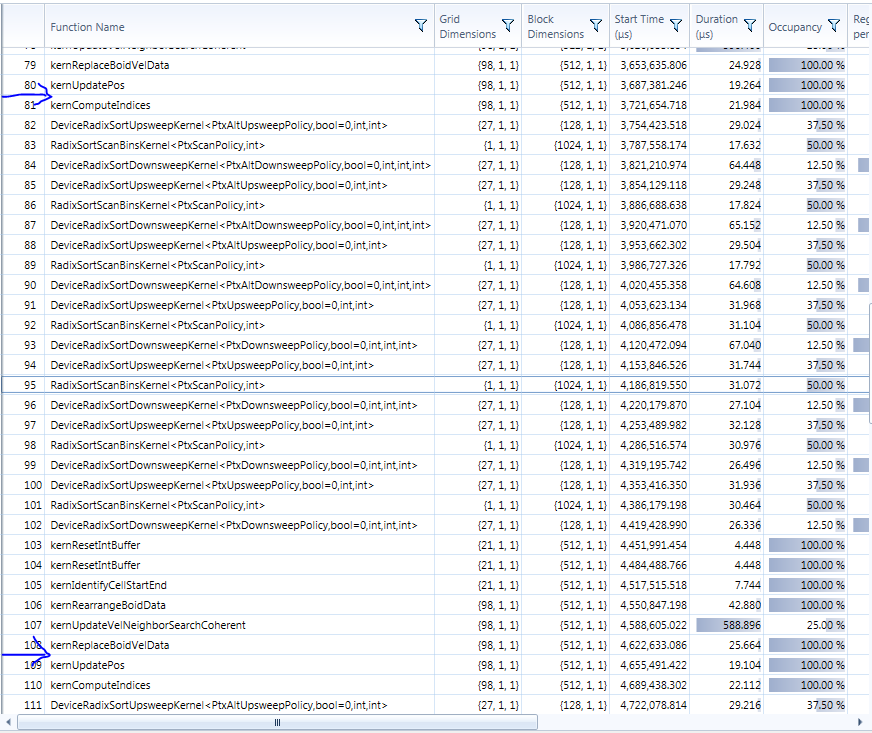 Function Name Grid Dimensions Block Dimensions Start Time (μs) Duration (μs) Occupancy Reg per
79 kernReplaceBoidVelData {98, 1, 1} {512, 1, 1} 3,653,635.806 24.928 100.00 %
80 kernUpdatePos {98, 1, 1} {512, 1, 1} 3,687,381.246 19.264 100.00 %
81 kernComputeIndices {98, 1, 1} {512, 1, 1} 3,721,654.718 21.984 100.00 %
82 DeviceRadixSortUpsweepKernel<PtxAltUpsweepPolicy,bool=0,int,int> {27, 1, 1} {128, 1, 1} 3,754,423.518 29.024 37.50 %
83 RadixSortScanBinsKernel<PtxScanPolicy,int> {1, 1, 1} {1024, 1, 1} 3,787,558.174 17.632 50.00 %
84 DeviceRadixSortDownsweepKernel<PtxAltDownsweepPolicy,bool=0,int,int,int> {27, 1, 1} {128, 1, 1} 3,821,210.974 64.448 12.50 %
85 DeviceRadixSortUpsweepKernel<PtxAltUpsweepPolicy,bool=0,int,int> {27, 1, 1} {128, 1, 1} 3,854,129.118 29.248 37.50 %
86 RadixSortScanBinsKernel<PtxScanPolicy,int> {1, 1, 1} {1024, 1, 1} 3,886,688.638 17.824 50.00 %
87 DeviceRadixSortDownsweepKernel<PtxAltDownsweepPolicy,bool=0,int,int,int> {27, 1, 1} {128, 1, 1} 3,920,471.070 65.152 12.50 %
88 DeviceRadixSortUpsweepKernel<PtxAltUpsweepPolicy,bool=0,int,int> {27, 1, 1} {128, 1, 1} 3,953,662.302 29.504 37.50 %
89 RadixSortScanBinsKernel<PtxScanPolicy,int> {1, 1, 1} {1024, 1, 1} 3,986,727.326 17.792 50.00 %
90 DeviceRadixSortDownsweepKernel<PtxAltDownsweepPolicy,bool=0,int,int,int> {27, 1, 1} {128, 1, 1} 4,020,455.358 64.608 12.50 %
91 DeviceRadixSortUpsweepKernel<PtxUpsweepPolicy,bool=0,int,int> {27, 1, 1} {128, 1, 1} 4,053,623.134 31.968 37.50 %
92 RadixSortScanBinsKernel<PtxScanPolicy,int> {1, 1, 1} {1024, 1, 1} 4,086,856.478 31.104 50.00 %
93 DeviceRadixSortDownsweepKernel<PtxDownsweepPolicy,bool=0,int,int,int> {27, 1, 1} {128, 1, 1} 4,120,472.094 67.040 12.50 %
94 DeviceRadixSortUpsweepKernel<PtxUpsweepPolicy,bool=0,int,int> {27, 1, 1} {128, 1, 1} 4,153,846.526 31.744 37.50 %
95 RadixSortScanBinsKernel<PtxScanPolicy,int> {1, 1, 1} {1024, 1, 1} 4,186,819.550 31.072 50.00 %
96 DeviceRadixSortDownsweepKernel<PtxDownsweepPolicy,bool=0,int,int,int> {27, 1, 1} {128, 1, 1} 4,220,179.870 27.104 12.50 %
97 DeviceRadixSortUpsweepKernel<PtxUpsweepPolicy,bool=0,int,int> {27, 1, 1} {128, 1, 1} 4,253,489.982 32.128 37.50 %
98 RadixSortScanBinsKernel<PtxScanPolicy,int> {1, 1, 1} {1024, 1, 1} 4,286,516.574 30.976 50.00 %
99 DeviceRadixSortDownsweepKernel<PtxDownsweepPolicy,bool=0,int,int,int> {27, 1, 1} {128, 1, 1} 4,319,195.742 26.496 12.50 %
100 DeviceRadixSortUpsweepKernel<PtxUpsweepPolicy,bool=0,int,int> {27, 1, 1} {128, 1, 1} 4,353,416.350 31.936 37.50 %
101 RadixSortScanBinsKernel<PtxScanPolicy,int> {1, 1, 1} {1024, 1, 1} 4,386,179.198 30.464 50.00 %
102 DeviceRadixSortDownsweepKernel<PtxDownsweepPolicy,bool=0,int,int,int> {27, 1, 1} {128, 1, 1} 4,419,428.990 26.336 12.50 %
103 kernResetIntBuffer {21, 1, 1} {512, 1, 1} 4,451,991.454 4.448 100.00 %
104 kernResetIntBuffer {21, 1, 1} {512, 1, 1} 4,484,488.766 4.448 100.00 %
105 kernIdentifyCellStartEnd {21, 1, 1} {512, 1, 1} 4,517,515.518 7.744 100.00 %
106 kernRearrangeBoidData {98, 1, 1} {512, 1, 1} 4,550,847.198 42.880 100.00 %
107 kernUpdateVelNeighborSearchCoherent {98, 1, 1} {512, 1, 1} 4,588,605.022 588.896 25.00 %
108 kernReplaceBoidVelData {98, 1, 1} {512, 1, 1} 4,622,633.086 25.664 100.00 %
109 kernUpdatePos {98, 1, 1} {512, 1, 1} 4,655,491.422 19.104 100.00 %
110 kernComputeIndices {98, 1, 1} {512, 1, 1} 4,689,438.302 22.112 100.00 %
111 DeviceRadixSortUpsweepKernel<PtxAltUpsweepPolicy,bool=0,int,int> {27, 1, 1} {128, 1, 1} 4,722,078.814 29.216 37.50 %